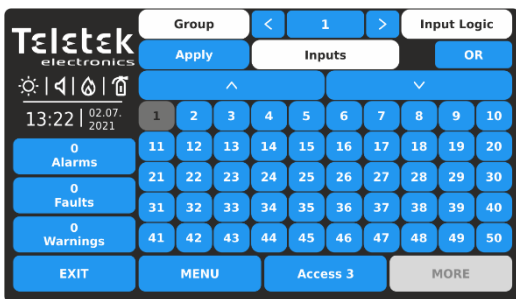 Teletek
electronics
13:22 | 02.07.
2021
0
Alarms
0
Faults
0
Warnings
EXIT
Group < 1 > Input Logic
Apply Inputs OR
1 2 3 4 5 6 7 8 9 10
11 12 13 14 15 16 17 18 19 20
21 22 23 24 25 26 27 28 29 30
31 32 33 34 35 36 37 38 39 40
41 42 43 44 45 46 47 48 49 50
MENU Access 3 MORE